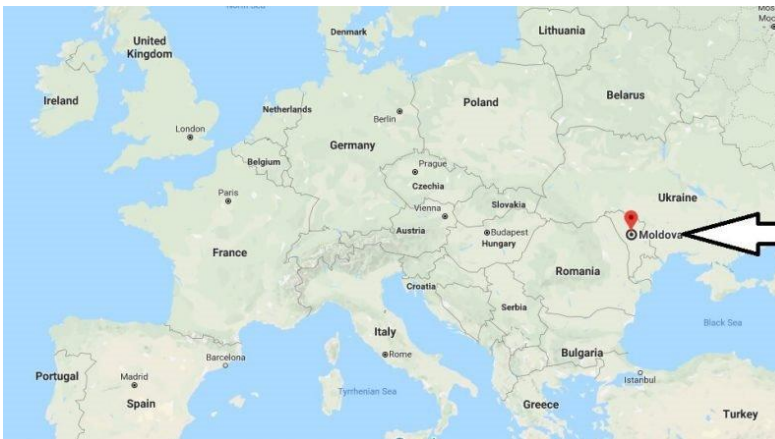 Denmark
Lithuania
United
Kingdom
Ireland
Belarus
Poland
Netherlands
Berlin
London
Germany
Belgium
Prague
Czechia
Paris
Ukraine
Slovakia
Vienna
Austria
Budapest
Hungary
Moldova
France
Romania
Croatia
Serbia
Italy
Black Sea
Rome
Bulgaria
Barcelona
Portugal
Madrid
Istanbul
Tyrrhenian Sea
Spain
Greece
Turkey